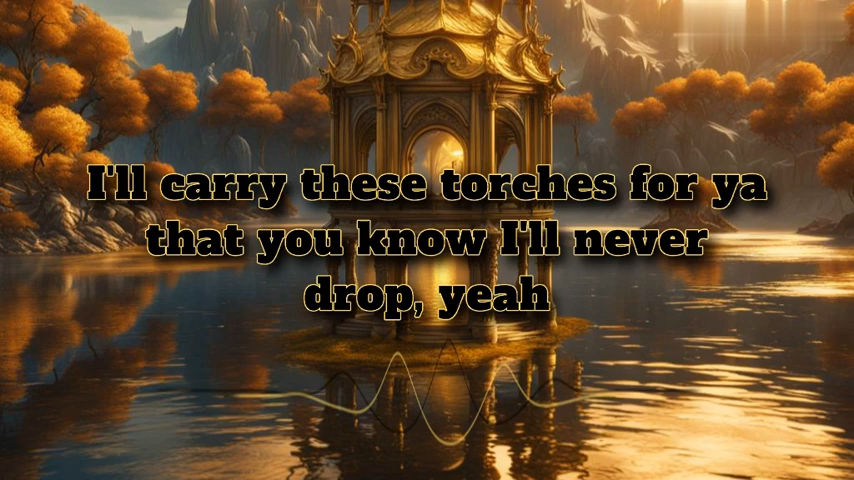 I'll carry these torches for ya
that you know I'll never
drop, yeah